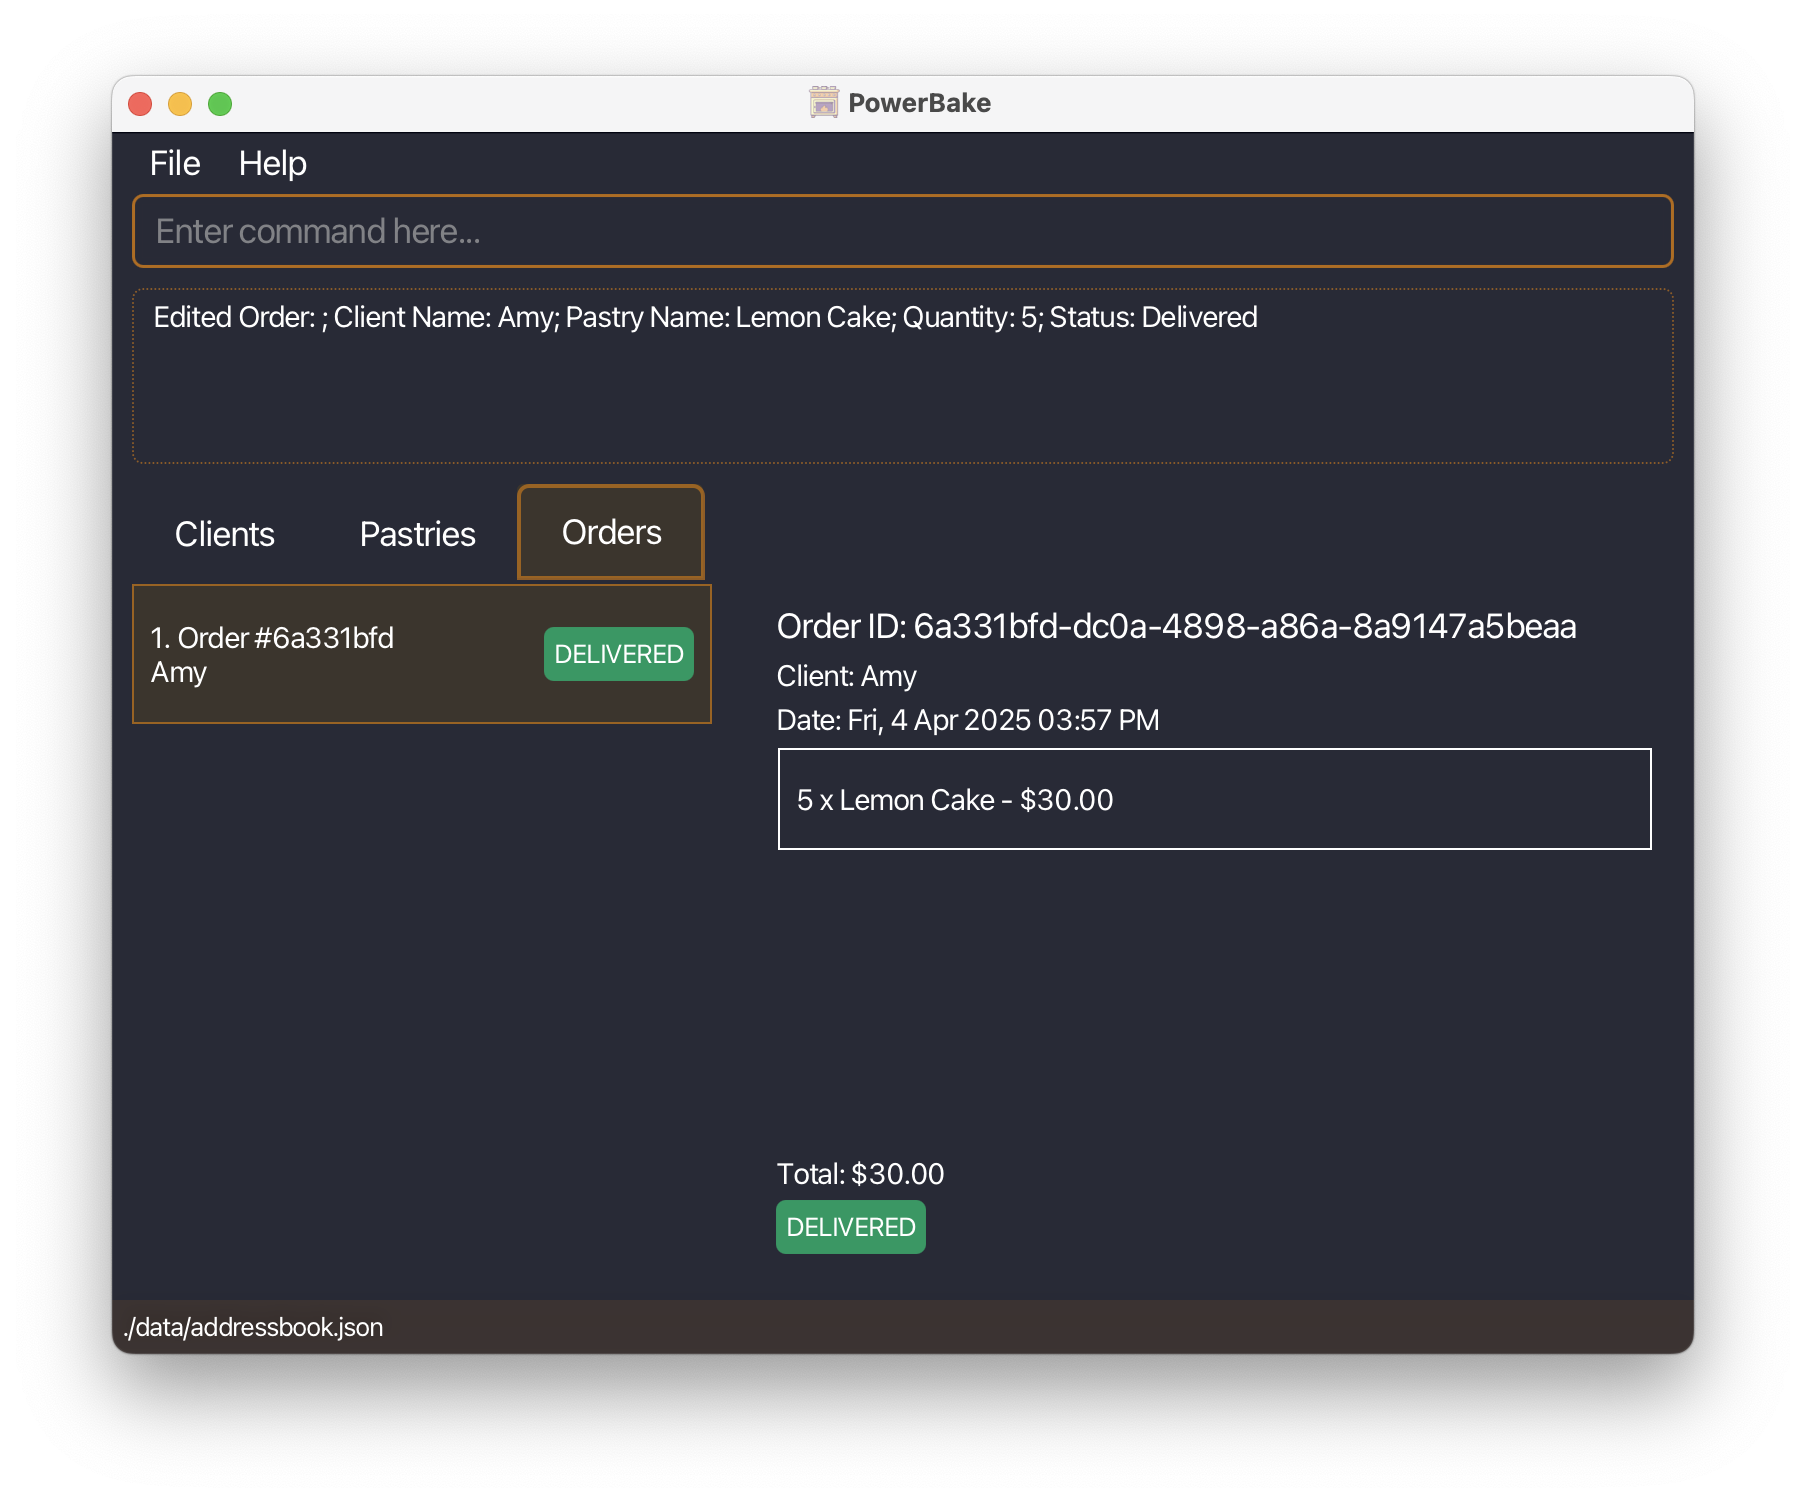 PowerBake
File Help
Enter command here...
Edited Order: ; Client Name: Amy; Pastry Name: Lemon Cake; Quantity: 5; Status: Delivered
Clients Pastries Orders
1. Order #6a331bfd
Amy
DELIVERED
Order ID: 6a331bfd-dc0a-4898-a86a-8a9147a5beaa
Client: Amy
Date: Fri, 4 Apr 2025 03:57 PM
5 x Lemon Cake - $30.00
Total: $30.00
DELIVERED
./data/addressbook.json